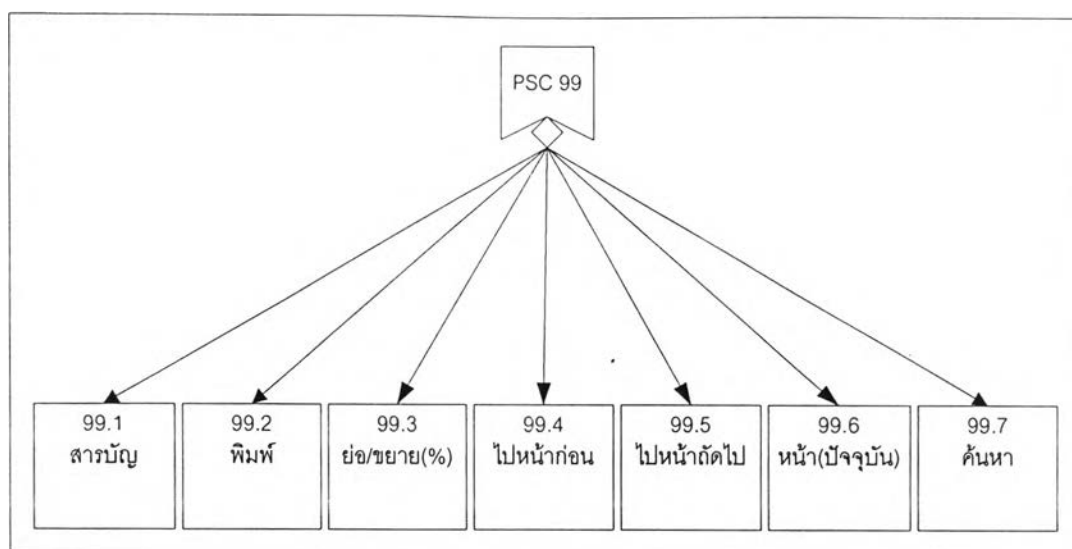 PSC 99
99.1
สารบัญ
99.2
พิมพ์
99.3
ย่อ/ขยาย(%)
99.4
ไปหน้าก่อน
99.5
ไปหน้าถัดไป
99.6
หน้า(ปัจจุบัน)
99.7
ค้นหา